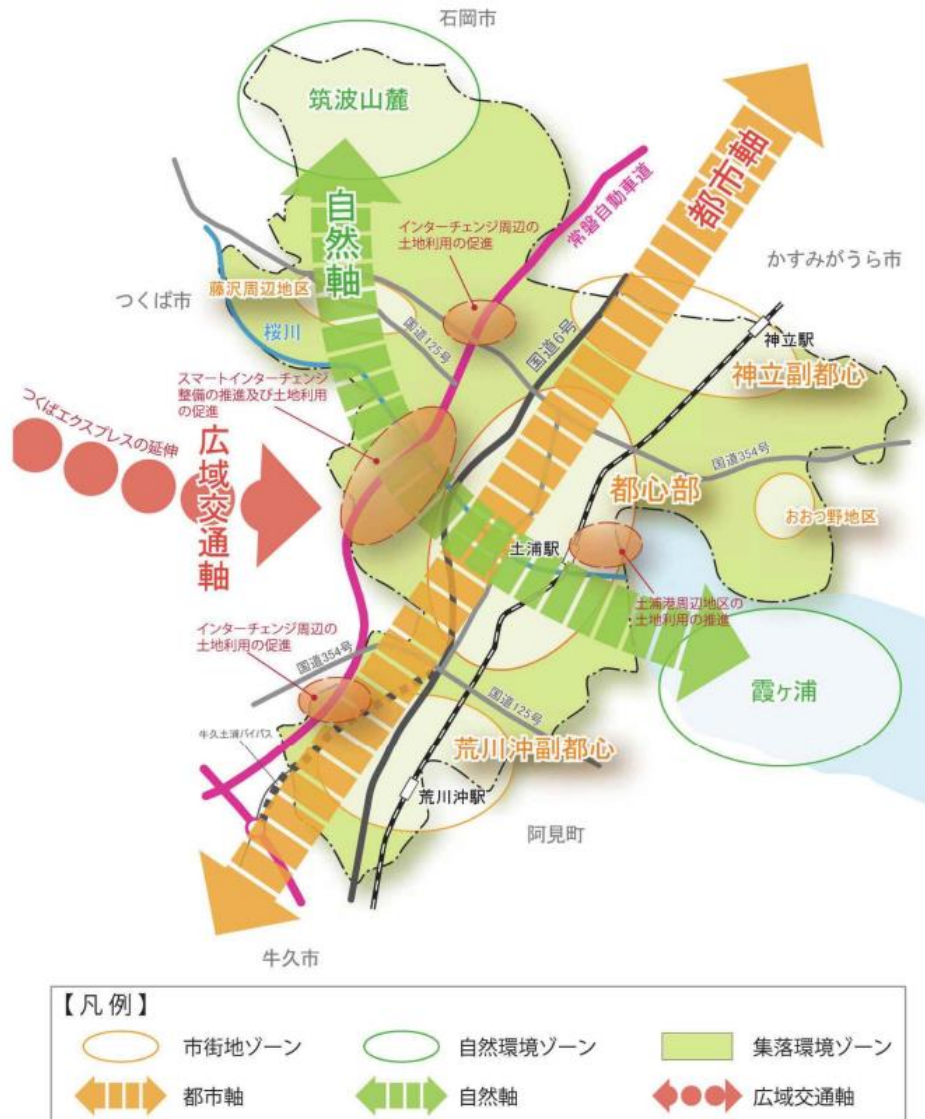 石岡市
筑波山麓
都市軸
自然軸
常磐自動車道
インターチェンジ周辺の
土地利用の促進
かすみがうら市
つくば市
藤沢周辺地区
桜川
国道125号
国道6号
神立駅
神立副都心
スマートインターチェンジ
整備の推進及び土地利用
の促進
つくばエクスプレスの延伸
広域交通軸
国道354号
都心部
おおつ野地区
土浦駅
土浦港周辺地区の
土地利用の推進
インターチェンジ周辺の
土地利用の促進
国道354号
霞ヶ浦
国道125号
牛久土浦バイパス
荒川沖副都心
荒川沖駅
阿見町
牛久市
【凡例】
市街地ゾーン
自然環境ゾーン
集落環境ゾーン
都市軸
自然軸
広域交通軸